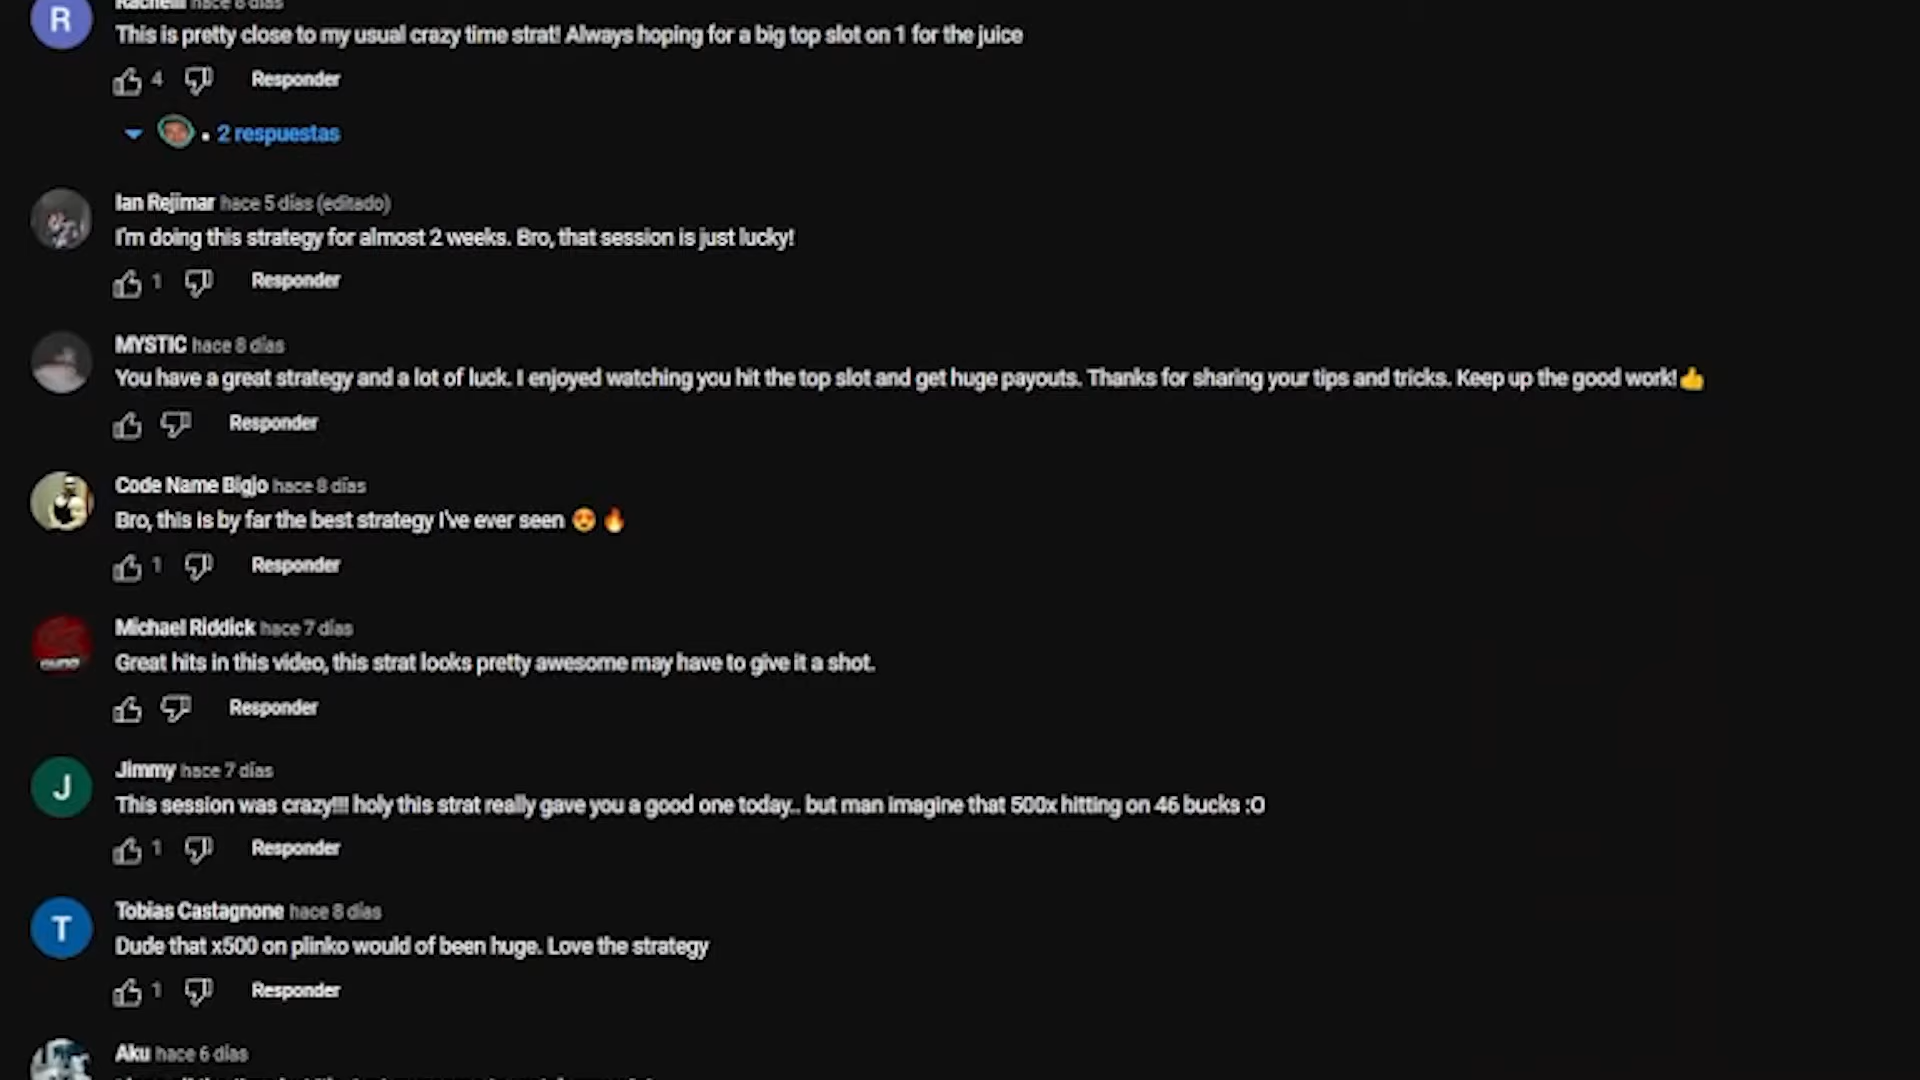 R
Rachelli hace 8 días
This is pretty close to my usual crazy time strat! Always hoping for a big top slot on 1 for the juice
4 Responder
2 respuestas
Ian Rejimar hace 5 días (editado)
I'm doing this strategy for almost 2 weeks. Bro, that session is just lucky!
1 Responder
MYSTIC hace 8 días
You have a great strategy and a lot of luck. I enjoyed watching you hit the top slot and get huge payouts. Thanks for sharing your tips and tricks. Keep up the good work!👍
Responder
Code Name Bigjo hace 8 días
Bro, this is by far the best strategy I've ever seen 😍 🔥
1 Responder
Michael Riddick hace 7 días
Great hits in this video, this strat looks pretty awesome may have to give it a shot.
Responder
J
Jimmy hace 7 días
This session was crazy!!!! holy this strat really gave you a good one today.. but man imagine that 500x hitting on 46 bucks :O
1 Responder
T
Tobias Castagnone hace 8 días
Dude that x500 on plinko would of been huge. Love the strategy
1 Responder
Aku hace 6 días